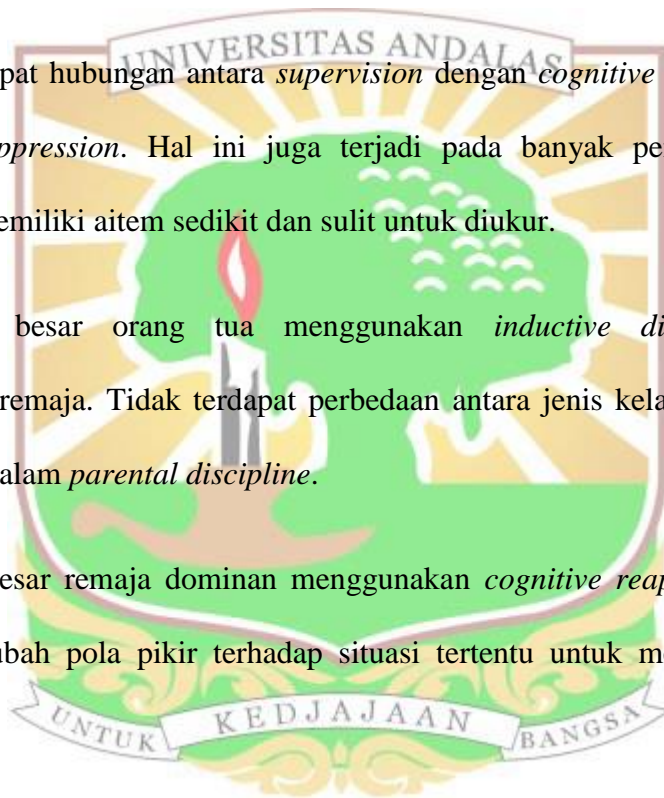 UNIVERSITAS ANDALAS
pat hubungan antara supervision dengan cognitive
ppression. Hal ini juga terjadi pada banyak pe
emiliki aitem sedikit dan sulit untuk diukur.
besar orang tua menggunakan inductive di
remaja. Tidak terdapat perbedaan antara jenis kela
alam parental discipline.
esar remaja dominan menggunakan cognitive reap
ubah pola pikir terhadap situasi tertentu untuk m
UNTUK KEDJAJAAN BANGSA